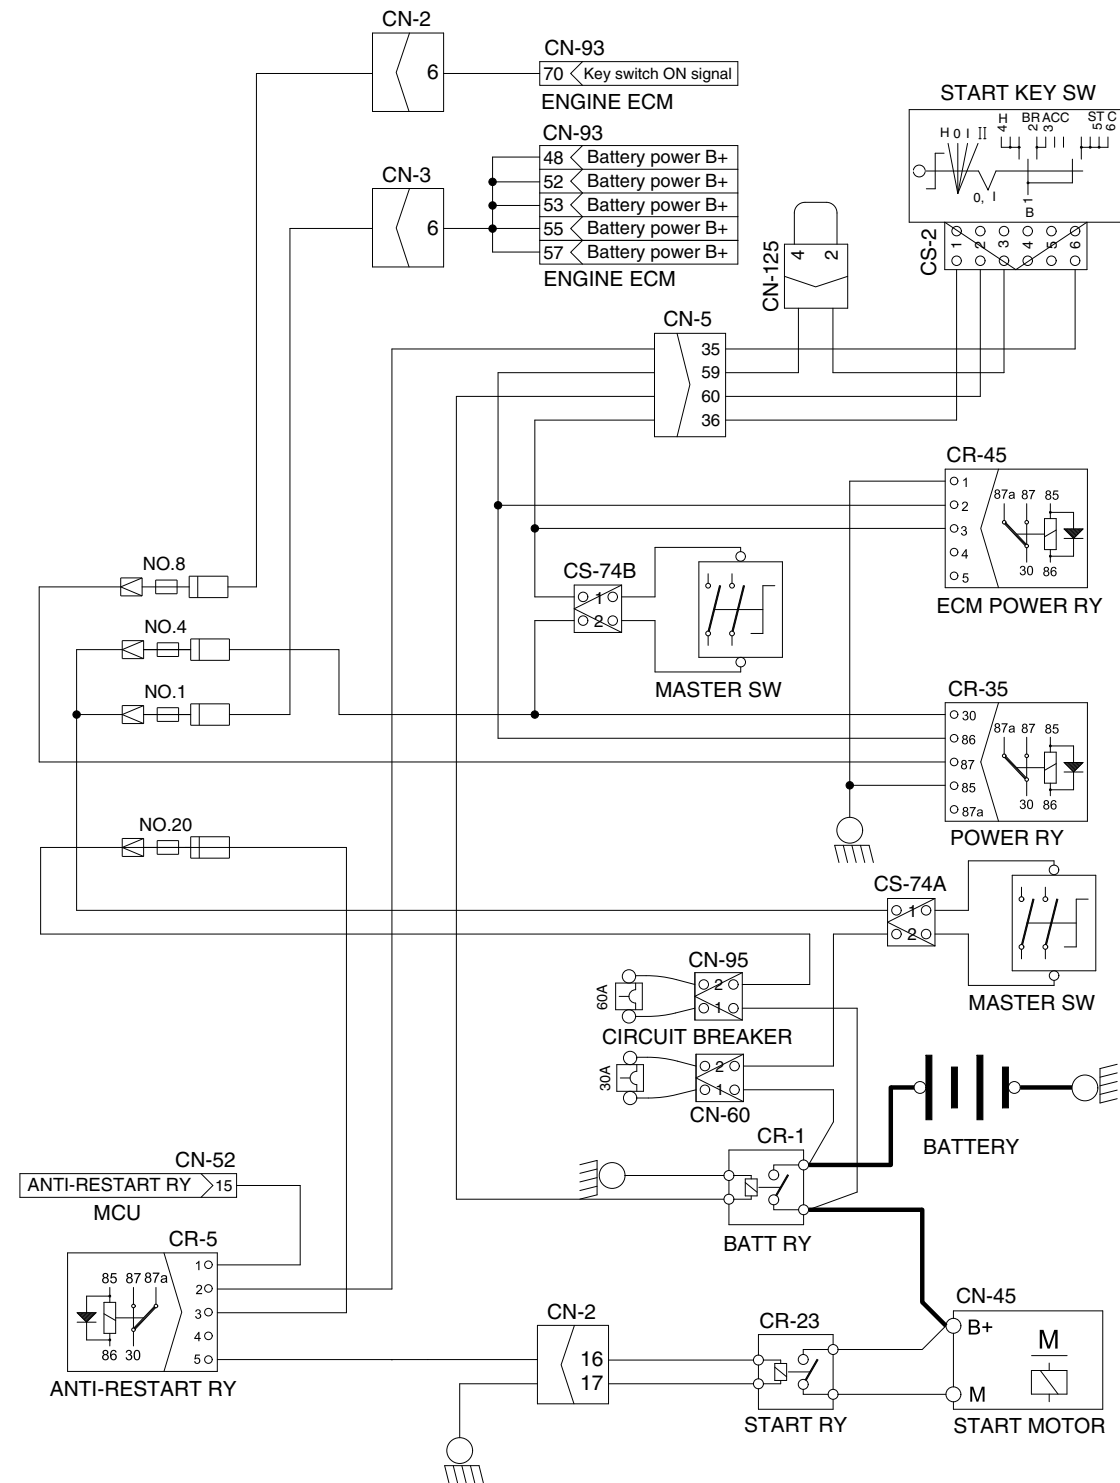 CN-2
6
CN-93
70 Key switch ON signal
ENGINE ECM
CN-93
48 Battery power B+
52 Battery power B+
53 Battery power B+
55 Battery power B+
57 Battery power B+
ENGINE ECM
CN-3
6
START KEY SW
H 0 I II
H BR ACC ST C
4 2 3 5 6
0, I
1
B
CS-2
1 2 3 4 5 6
CN-125
4 2
CN-5
35
59
60
36
CR-45
1
2
3
4
5
87a 87 85
30 86
ECM POWER RY
NO.8
CS-74B
1
2
MASTER SW
NO.4
NO.1
CR-35
30
86
87
85
87a
87a 87 85
30 86
POWER RY
NO.20
CS-74A
1
2
MASTER SW
CN-95
60A
2
1
CIRCUIT BREAKER
30A
2
1
CN-60
BATTERY
CR-1
BATT RY
CN-52
ANTI-RESTART RY 15
MCU
CR-5
85 87 87a
86 30
1
2
3
4
5
ANTI-RESTART RY
CN-2
16
17
CR-23
START RY
CN-45
B+
M
M
START MOTOR